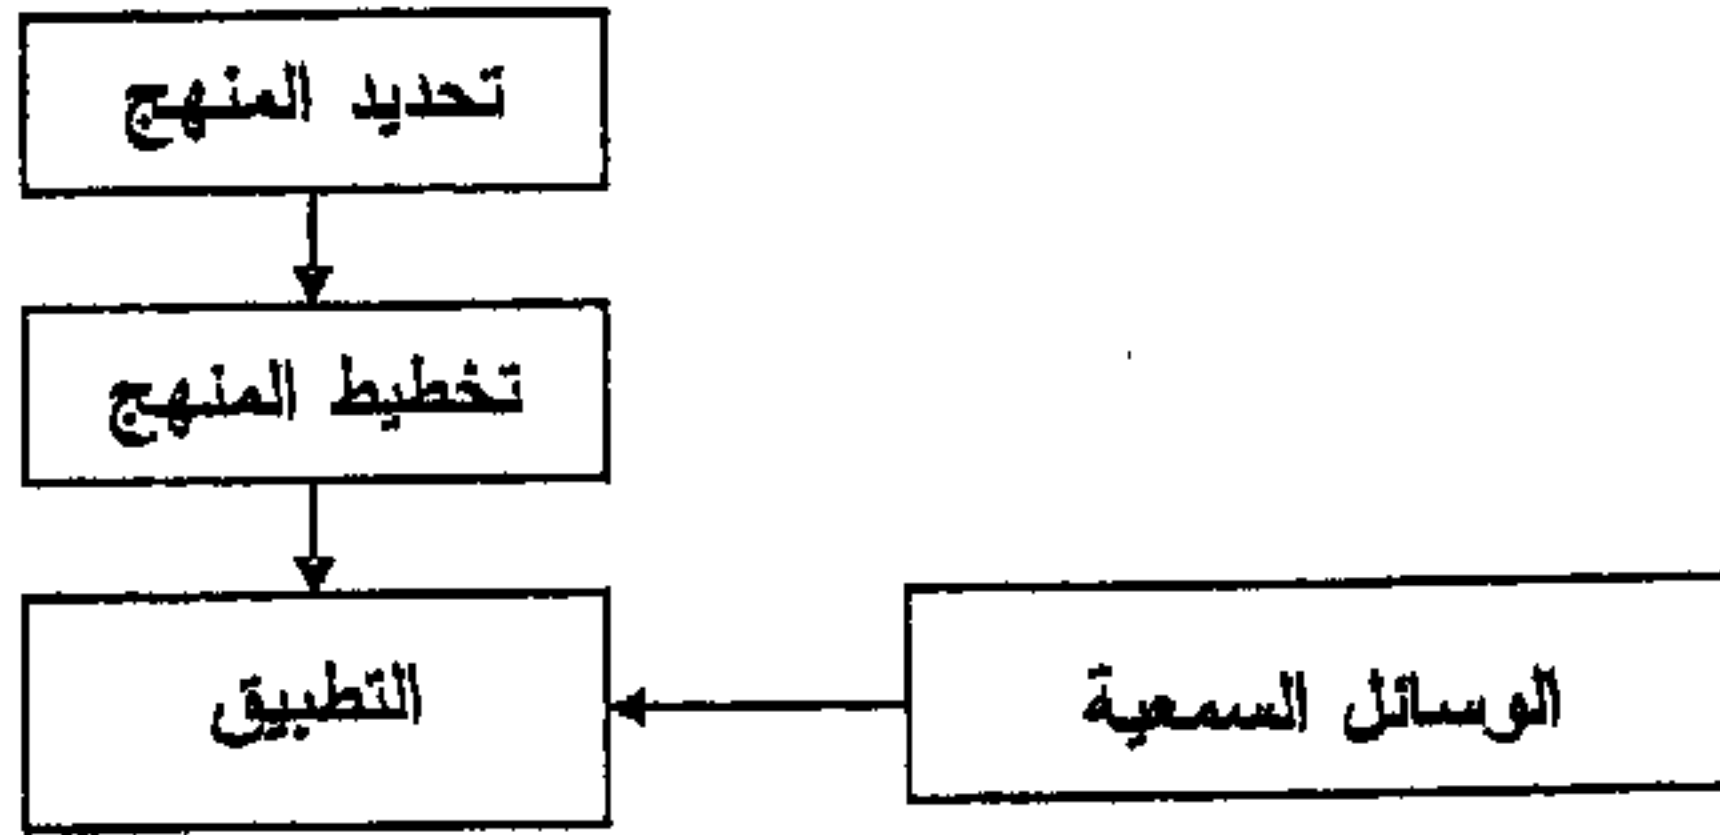 تحديد المنهج
تخطيط المنهج
التطبيق
الوسائل السمعية